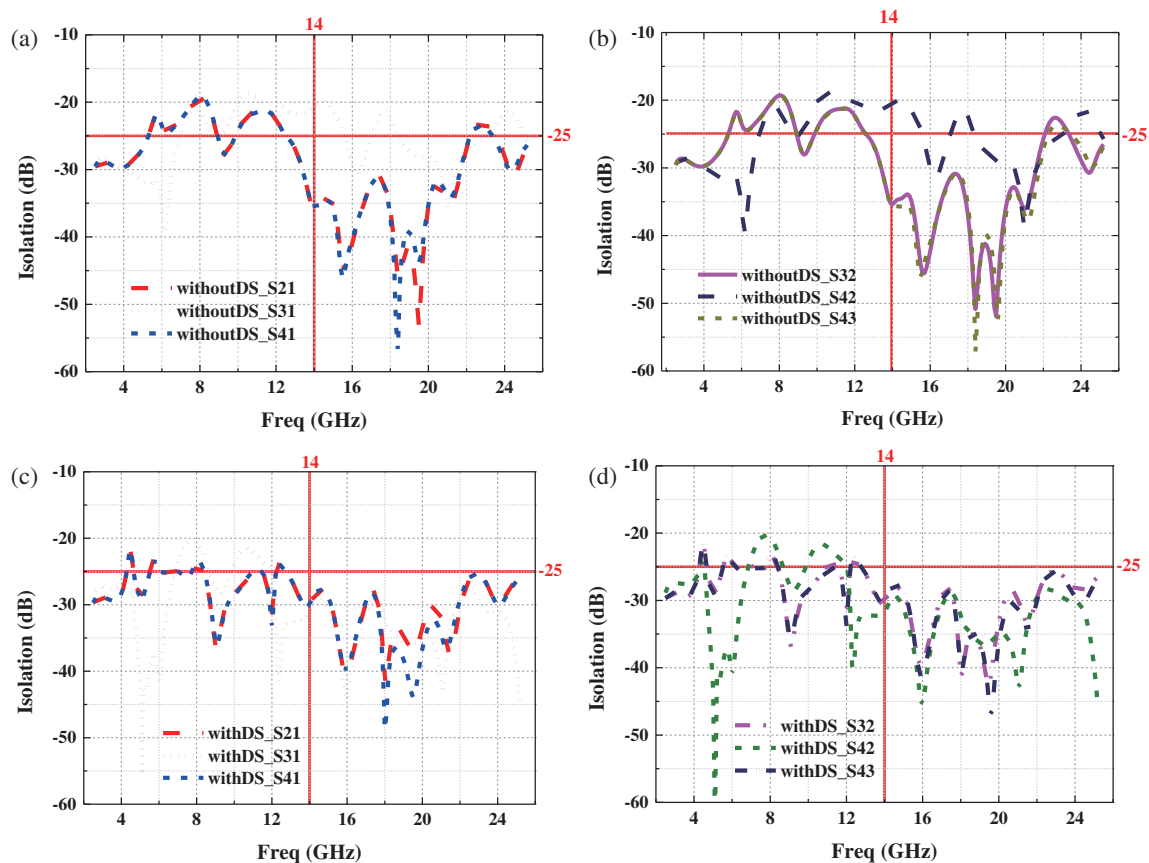 (a)
14
-10
-20
-25
-30
-40
-50
-60
Isolation (dB)
withoutDS_S21
withoutDS_S31
withoutDS_S41
4 8 12 16 20 24
Freq (GHz)
(b)
14
-10
-20
-25
-30
-40
-50
-60
Isolation (dB)
withoutDS_S32
withoutDS_S42
withoutDS_S43
4 8 12 16 20 24
Freq (GHz)
(c)
14
-10
-20
-25
-30
-40
-50
-60
Isolation (dB)
withDS_S21
withDS_S31
withDS_S41
4 8 12 16 20 24
Freq (GHz)
(d)
14
-10
-20
-25
-30
-40
-50
-60
Isolation (dB)
withDS_S32
withDS_S42
withDS_S43
4 8 12 16 20 24
Freq (GHz)